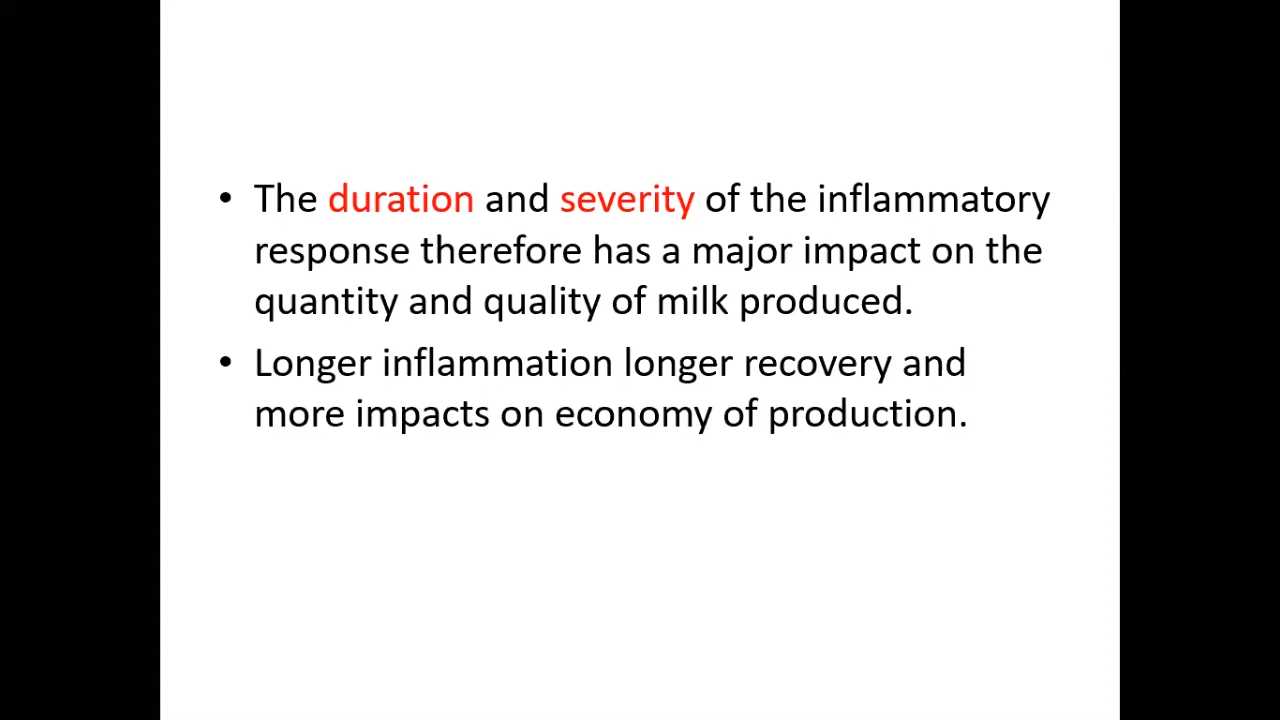 • The duration and severity of the inflammatory
response therefore has a major impact on the
quantity and quality of milk produced.
• Longer inflammation longer recovery and
more impacts on economy of production.